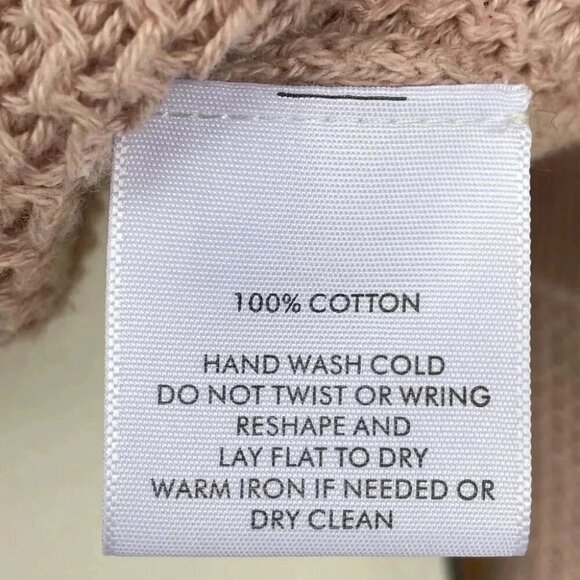 100% COTTON
HAND WASH COLD
DO NOT TWIST OR WRING
RESHAPE AND
LAY FLAT TO DRY
WARM IRON IF NEEDED OR
DRY CLEAN